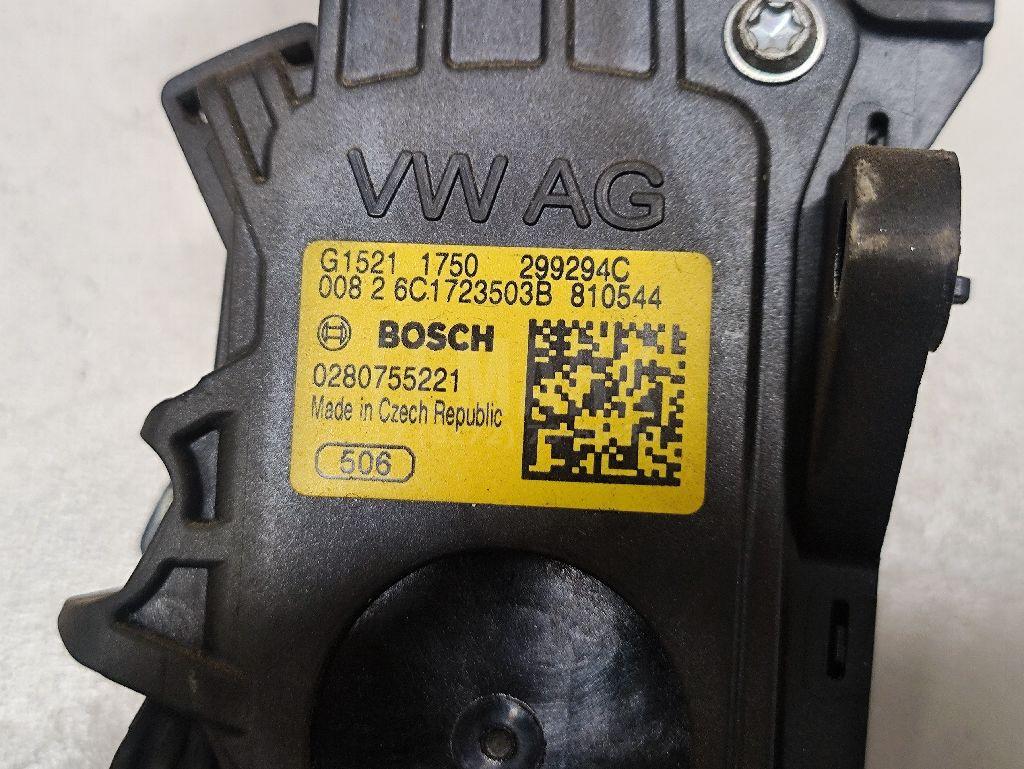 VW AG
G1521 1750 299294C
008 2 6C1723503B 810544
BOSCH
0280755221
Made in Czech Republic
506